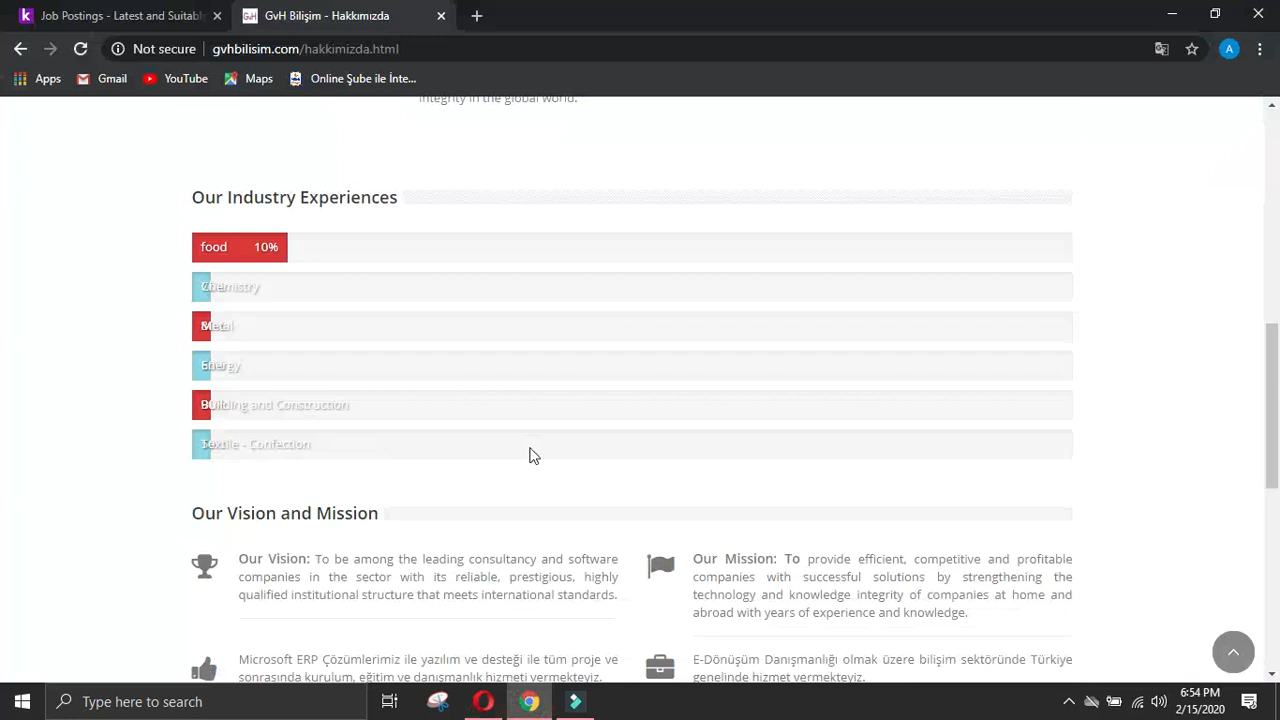 Job Postings - Latest and Suitabl
GvH Bilişim - Hakkımızda
Not secure
gvhbilisim.com/hakkimizda.html
A
Apps
Gmail
YouTube
Maps
Online Şube ile İnte...
integrity in the global world.
Our Industry Experiences
food 10%
Chemistry
Metal
Energy
Building and Construction
Textile - Confection
Our Vision and Mission
Our Vision: To be among the leading consultancy and software
companies in the sector with its reliable, prestigious, highly
qualified institutional structure that meets international standards.
Our Mission: To provide efficient, competitive and profitable
companies with successful solutions by strengthening the
technology and knowledge integrity of companies at home and
abroad with years of experience and knowledge.
Microsoft ERP Çözümlerimiz ile yazılım ve desteği ile tüm proje ve
sonrasında kurulum, eğitim ve danışmanlık hizmeti vermekteyiz.
E-Dönüşüm Danışmanlığı olmak üzere bilişim sektöründe Türkiye
genelinde hizmet vermekteyiz.
Type here to search
6:54 PM
2/15/2020